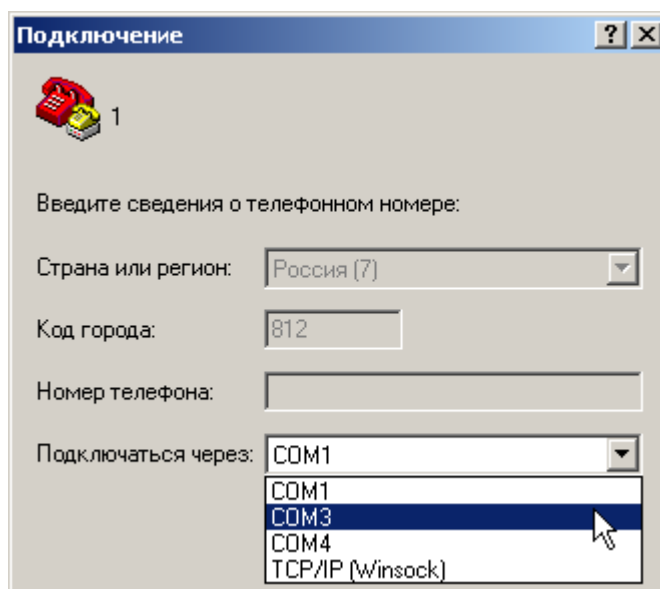 Подключение
1
Введите сведения о телефонном номере:
Страна или регион: Россия (7)
Код города: 812
Номер телефона:
Подключаться через: COM1
COM1
COM3
COM4
TCP/IP (Winsock)